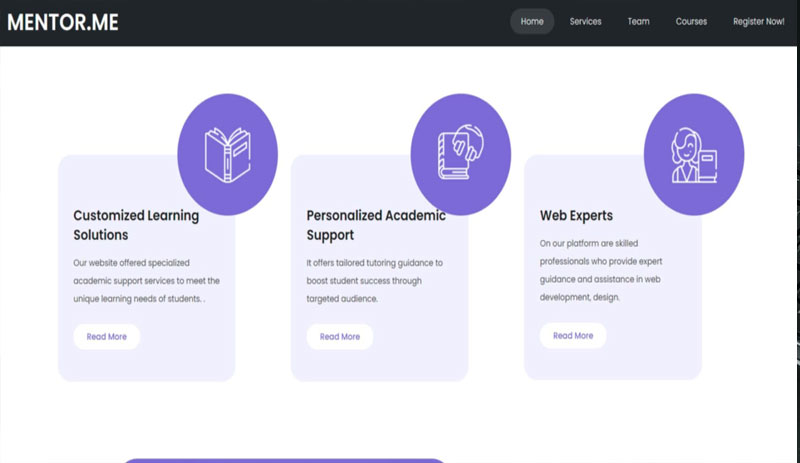 MENTOR.ME
Home Services Team Courses Register Now!
Customized Learning
Solutions
Our website offered specialized
academic support services to meet the
unique learning needs of students. .
Read More
Personalized Academic
Support
It offers tailored tutoring guidance to
boost student success through
targeted audience.
Read More
Web Experts
On our platform are skilled
professionals who provide expert
guidance and assistance in web
development, design.
Read More